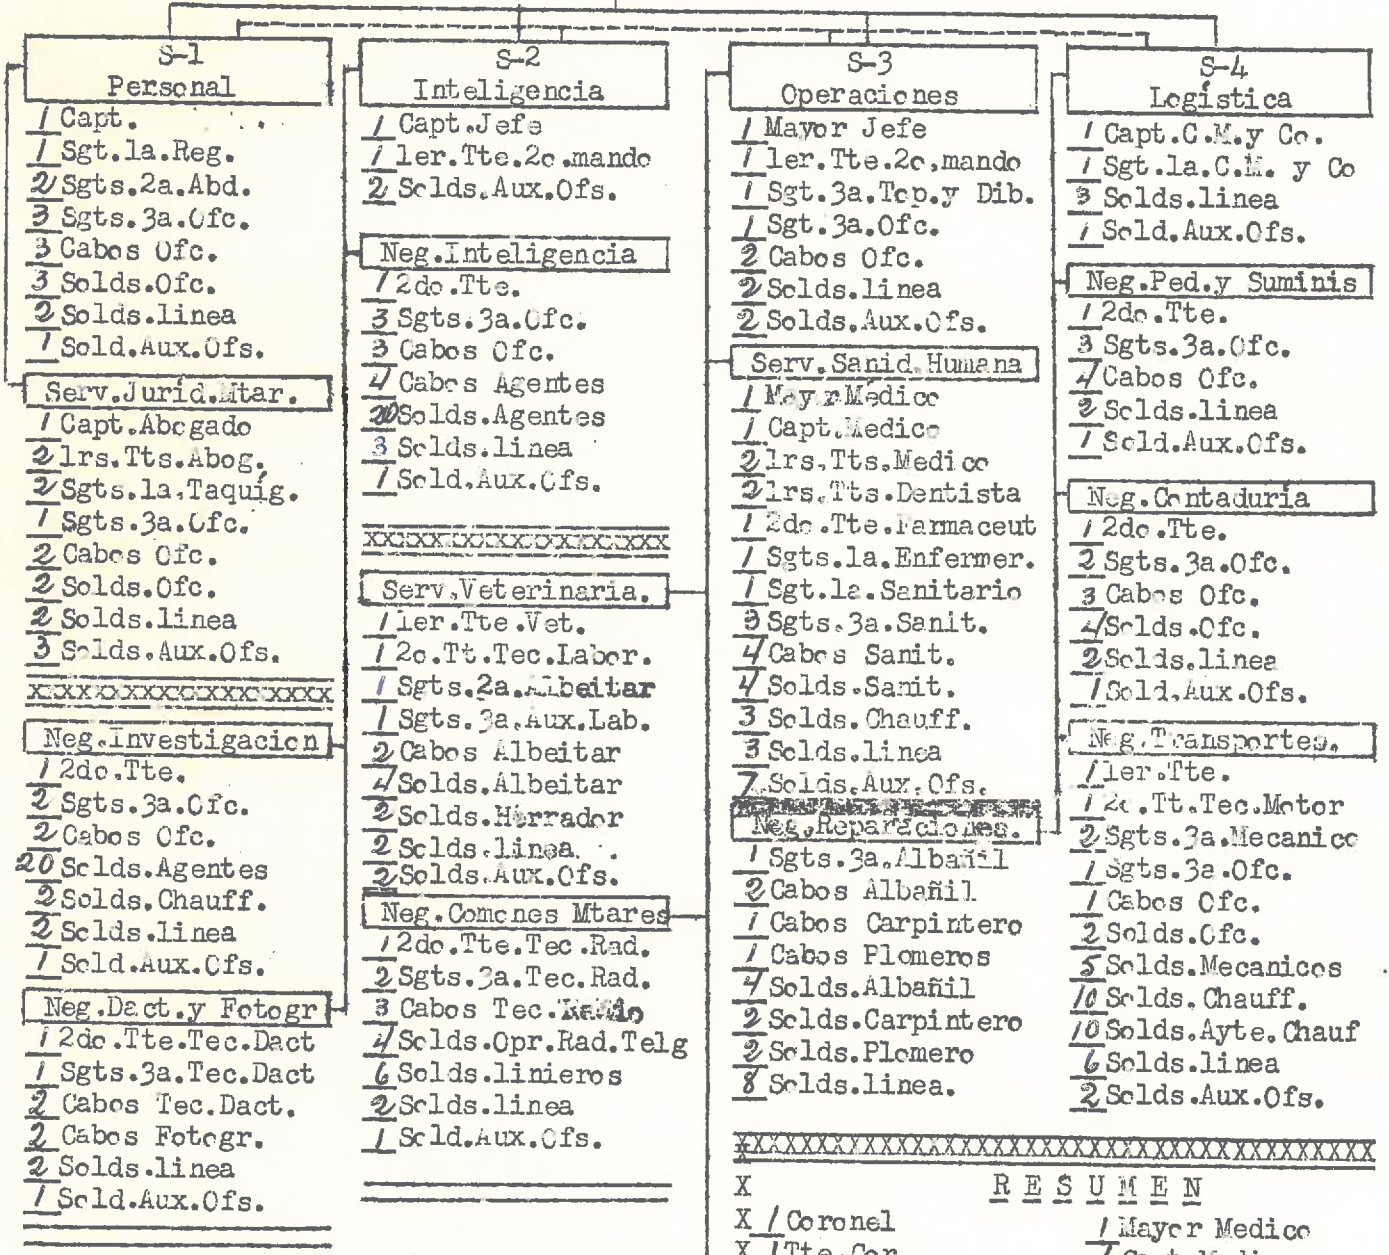 S-1
Personal
1 Capt.
1 Sgt.1a.Reg.
2 Sgts.2a.Abd.
3 Sgts.3a.Ofc.
3 Cabos Ofc.
3 Solds.Ofc.
2 Solds.linea
1 Sold.Aux.Ofs.
Serv.Juríd.Mtar.
1 Capt.Abogado
2 1rs.Tts.Abog.
2 Sgts.1a.Taquíg.
1 Sgts.3a.Ofc.
2 Cabos Ofc.
2 Solds.Ofc.
2 Solds.linea
3 Solds.Aux.Ofs.
XXXXXXXXXXXXXXXXXXXX
Neg.Investigacion
1 2do.Tte.
2 Sgts.3a.Ofc.
2 Cabos Ofc.
20 Solds.Agentes
2 Solds.Chauff.
2 Solds.linea
1 Sold.Aux.Ofs.
Neg.Dact.y Fotogr
1 2do.Tte.Tec.Dact
1 Sgts.3a.Tec.Dact
2 Cabos Tec.Dact.
2 Cabos Fotogr.
2 Solds.linea
1 Sold.Aux.Ofs.
S-2
Inteligencia
1 Capt.Jefe
1 1er.Tte.2o.mando
2 Solds.Aux.Ofs.
Neg.Inteligencia
1 2do.Tte.
3 Sgts.3a.Ofc.
3 Cabos Ofc.
4 Cabos Agentes
20 Solds.Agentes
3 Solds.linea
1 Sold.Aux.Ofs.
XXXXXXXXXXXXXXXXXXXX
Serv.Veterinaria.
1 1er.Tte.Vet.
1 2o.Tt.Tec.Labor.
1 Sgts.2a.Albeitar
1 Sgts.3a.Aux.Lab.
2 Cabos Albeitar
4 Solds.Albeitar
2 Solds.Herrador
2 Solds.linea
2 Solds.Aux.Ofs.
Neg.Comones Mtares
1 2do.Tte.Tec.Rad.
2 Sgts.3a.Tec.Rad.
3 Cabos Tec.Radio
4 Solds.Opr.Rad.Telg
6 Solds.linieros
2 Solds.linea
1 Sold.Aux.Ofs.
S-3
Operaciones
1 Mayor Jefe
1 1er.Tte.2o.mando
1 Sgt.3a.Top.y Dib.
1 Sgt.3a.Ofc.
2 Cabos Ofc.
2 Solds.linea
2 Solds.Aux.Ofs.
Serv.Sanid.Humana
1 Mayor Médico
1 Capt.Medico
2 1rs.Tts.Medico
2 1rs.Tts.Dentista
1 2do.Tte.Farmaceut
1 Sgts.1a.Enfermer.
1 Sgt.1a.Sanitario
3 Sgts.3a.Sanit.
4 Cabos Sanit.
4 Solds.Sanit.
3 Solds.Chauff.
3 Solds.linea
7 Solds.Aux.Ofs.
Neg.Reparaciones.
1 Sgts.3a.Albañil
2 Cabos Albañil
1 Cabos Carpintero
1 Cabos Plomeros
4 Solds.Albañil
2 Solds.Carpintero
2 Solds.Plomero
8 Solds.linea.
S-4
Logística
1 Capt.C.M.y Co.
1 Sgt.1a.C.M. y Co
3 Solds.linea
1 Sold.Aux.Ofs.
Neg.Ped.y Suminis
1 2do.Tte.
3 Sgts.3a.Ofc.
4 Cabos Ofc.
2 Solds.linea
1 Sold.Aux.Ofs.
Neg.Contaduría
1 2do.Tte.
2 Sgts.3a.Ofc.
3 Cabos Ofc.
4 Solds.Ofc.
2 Solds.linea
1 Sold.Aux.Ofs.
Neg.Transportes.
1 1er.Tte.
1 2o.Tt.Tec.Motor
2 Sgts.3a.Mecanico
1 Sgts.3a.Ofc.
1 Cabos Ofc.
2 Solds.Ofc.
5 Solds.Mecanicos
10 Solds.Chauff.
10 Solds.Ayte.Chauf
6 Solds.linea
2 Solds.Aux.Ofs.
XXXXXXXXXXXXXXXXXXXXXXXXXXXXXXXXXXXXXXXX
X R E S U M E N
X 1 Coronel 1 Mayor Medico
X 1 Tte.Cor